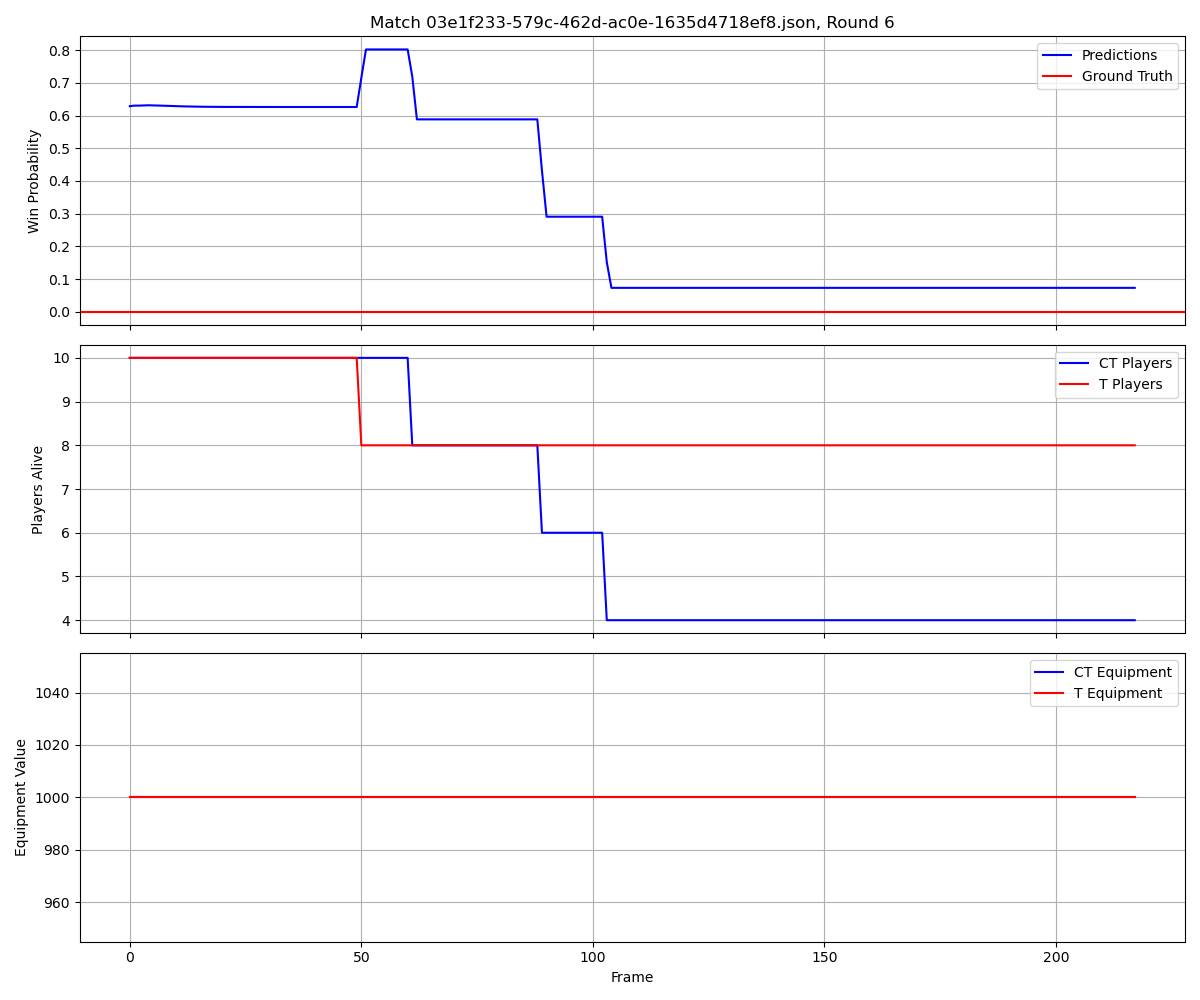 Match 03e1f233-579c-462d-ac0e-1635d4718ef8.json, Round 6
Win Probability
0.8
0.7
0.6
0.5
0.4
0.3
0.2
0.1
0.0
Predictions
Ground Truth
Players Alive
10
9
8
7
6
5
4
CT Players
T Players
Equipment Value
1040
1020
1000
980
960
CT Equipment
T Equipment
0 50 100 150 200
Frame